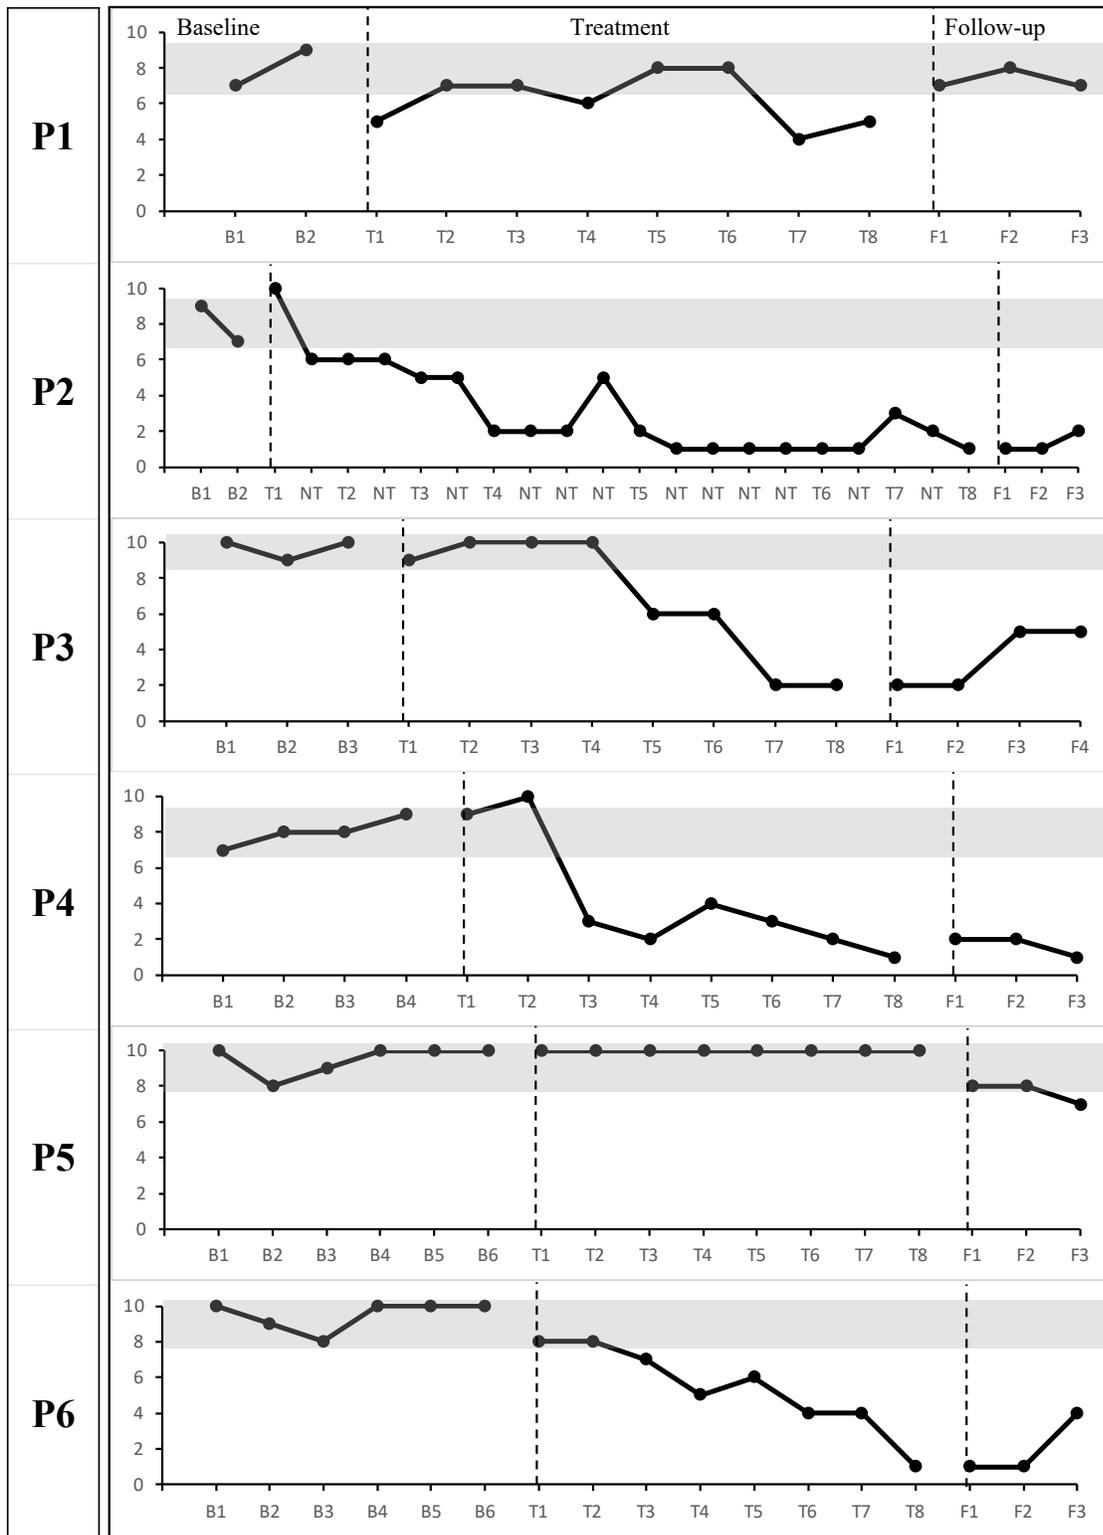 Baseline Treatment Follow-up
P1
10
8
6
4
2
0
B1 B2 T1 T2 T3 T4 T5 T6 T7 T8 F1 F2 F3
P2
10
8
6
4
2
0
B1 B2 T1 NT T2 NT T3 NT T4 NT NT NT T5 NT NT NT NT T6 NT T7 NT T8 F1 F2 F3
P3
10
8
6
4
2
0
B1 B2 B3 T1 T2 T3 T4 T5 T6 T7 T8 F1 F2 F3 F4
P4
10
8
6
4
2
0
B1 B2 B3 B4 T1 T2 T3 T4 T5 T6 T7 T8 F1 F2 F3
P5
10
8
6
4
2
0
B1 B2 B3 B4 B5 B6 T1 T2 T3 T4 T5 T6 T7 T8 F1 F2 F3
P6
10
8
6
4
2
0
B1 B2 B3 B4 B5 B6 T1 T2 T3 T4 T5 T6 T7 T8 F1 F2 F3